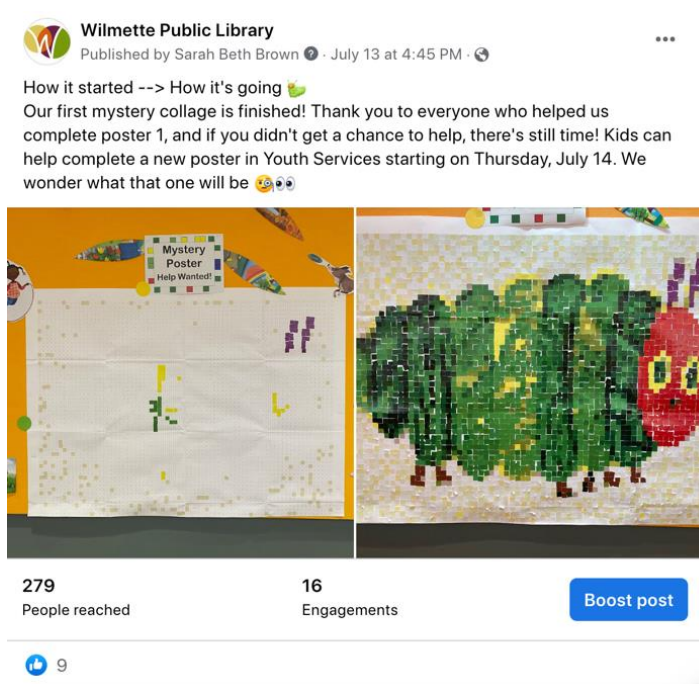 Wilmette Public Library
Published by Sarah Beth Brown · July 13 at 4:45 PM ·
How it started --> How it's going 🐛
Our first mystery collage is finished! Thank you to everyone who helped us
complete poster 1, and if you didn't get a chance to help, there's still time! Kids can
help complete a new poster in Youth Services starting on Thursday, July 14. We
wonder what that one will be 🧐👀
Mystery
Poster
Help Wanted!
279
People reached
16
Engagements
Boost post
9